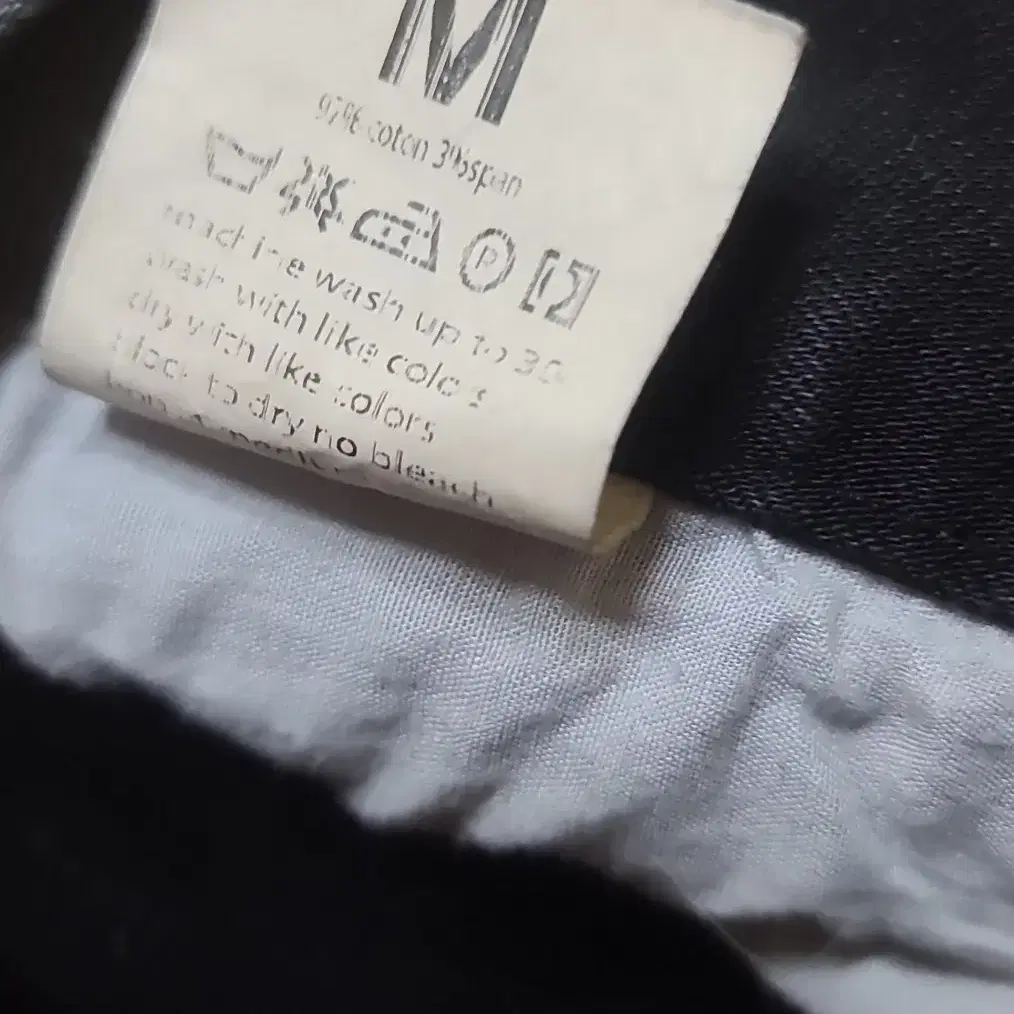 M
97% coton 3%span
P
machine wash up to 30
wash with like colors
dry with like colors
block to dry no bleach